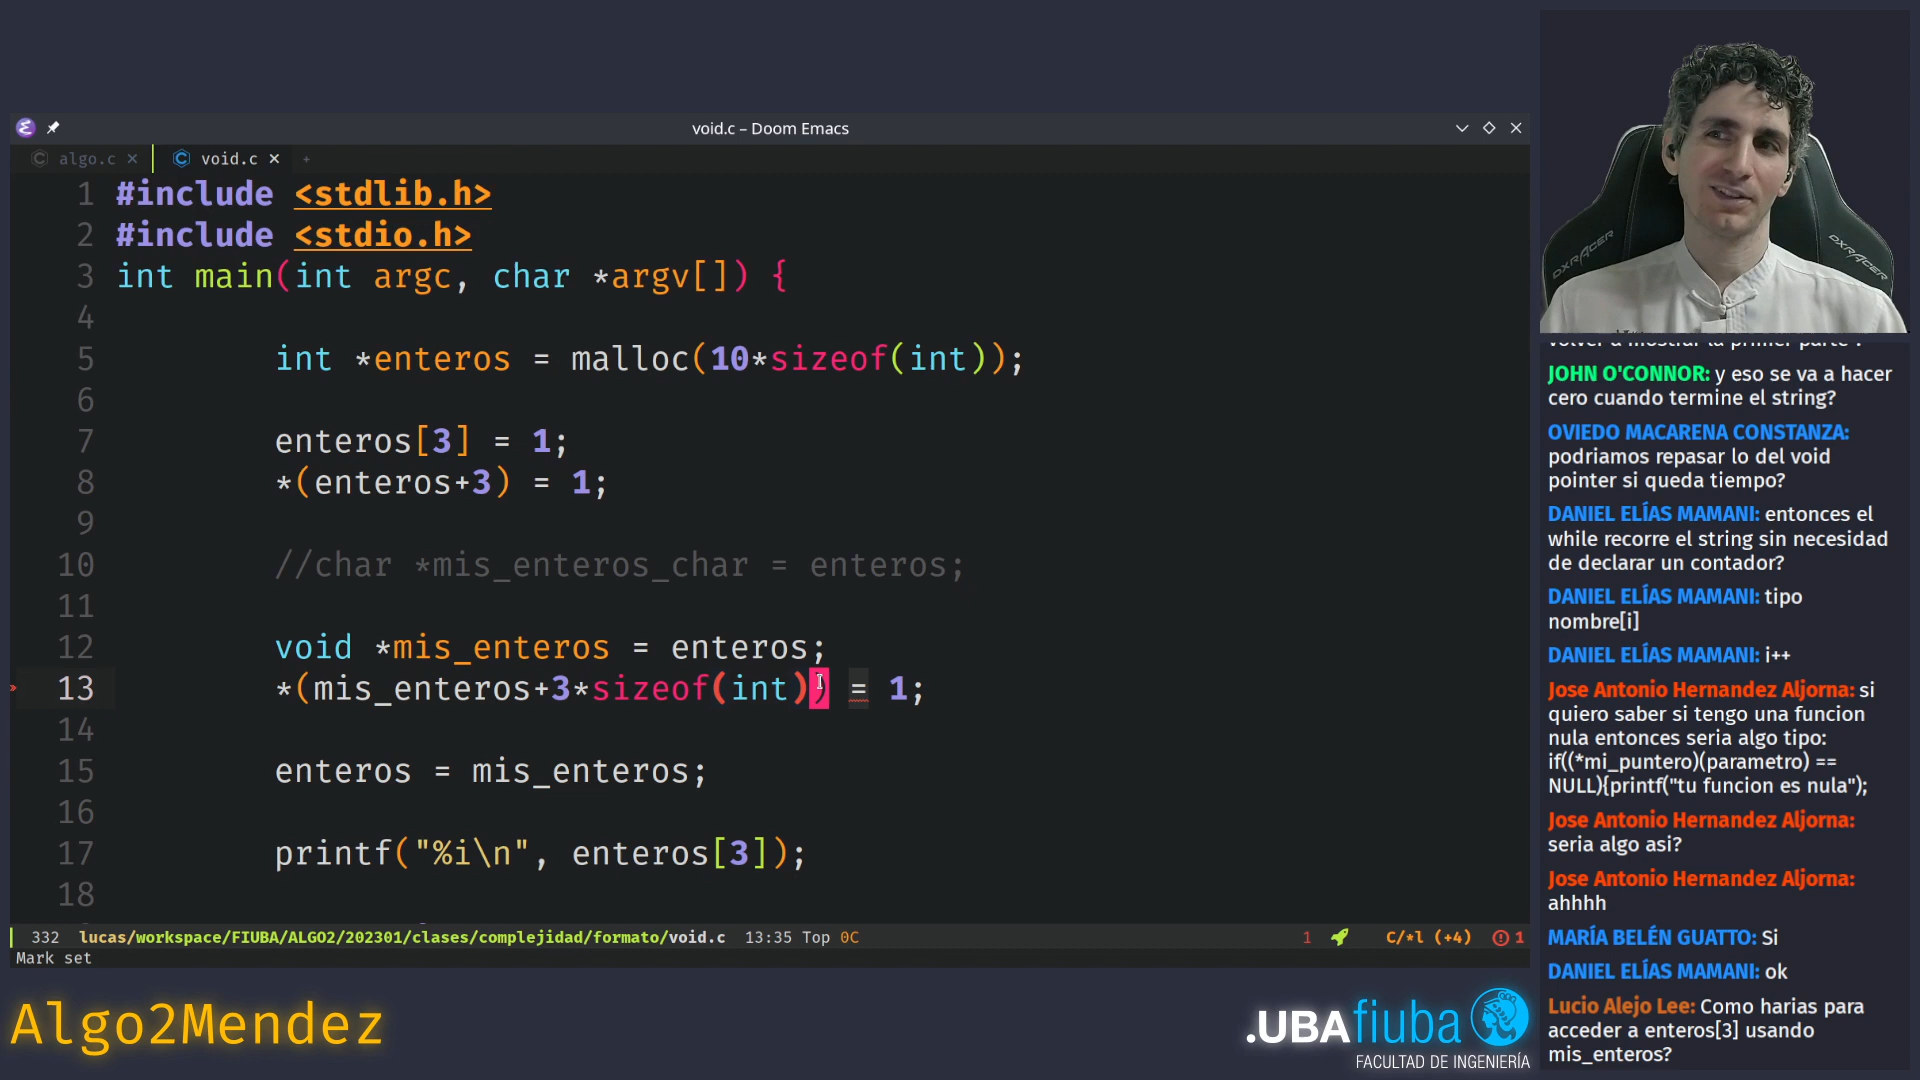 void.c – Doom Emacs
algo.c
void.c
1 #include <stdlib.h>
2 #include <stdio.h>
3 int main(int argc, char *argv[]) {
4
5 int *enteros = malloc(10*sizeof(int));
6
7 enteros[3] = 1;
8 *(enteros+3) = 1;
9
10 //char *mis_enteros_char = enteros;
11
12 void *mis_enteros = enteros;
13 *(mis_enteros+3*sizeof(int)) = 1;
14
15 enteros = mis_enteros;
16
17 printf("%i\n", enteros[3]);
18
332 lucas/workspace/FIUBA/ALGO2/202301/clases/complejidad/formato/void.c 13:35 Top 0C 1 C/*l (+4) 1
Mark set
Algo2Mendez
.UBAfiuba
FACULTAD DE INGENIERÍA
DXRACER
DXRACER
volver a mostrar la primer parte ?
JOHN O'CONNOR: y eso se va a hacer
cero cuando termine el string?
OVIEDO MACARENA CONSTANZA:
podriamos repasar lo del void
pointer si queda tiempo?
DANIEL ELÍAS MAMANI: entonces el
while recorre el string sin necesidad
de declarar un contador?
DANIEL ELÍAS MAMANI: tipo
nombre[i]
DANIEL ELÍAS MAMANI: i++
Jose Antonio Hernandez Aljorna: si
quiero saber si tengo una funcion
nula entonces seria algo tipo:
if((*mi_puntero)(parametro) ==
NULL){printf("tu funcion es nula");
Jose Antonio Hernandez Aljorna:
seria algo asi?
Jose Antonio Hernandez Aljorna:
ahhhh
MARÍA BELÉN GUATTO: Si
DANIEL ELÍAS MAMANI: ok
Lucio Alejo Lee: Como harias para
acceder a enteros[3] usando
mis_enteros?